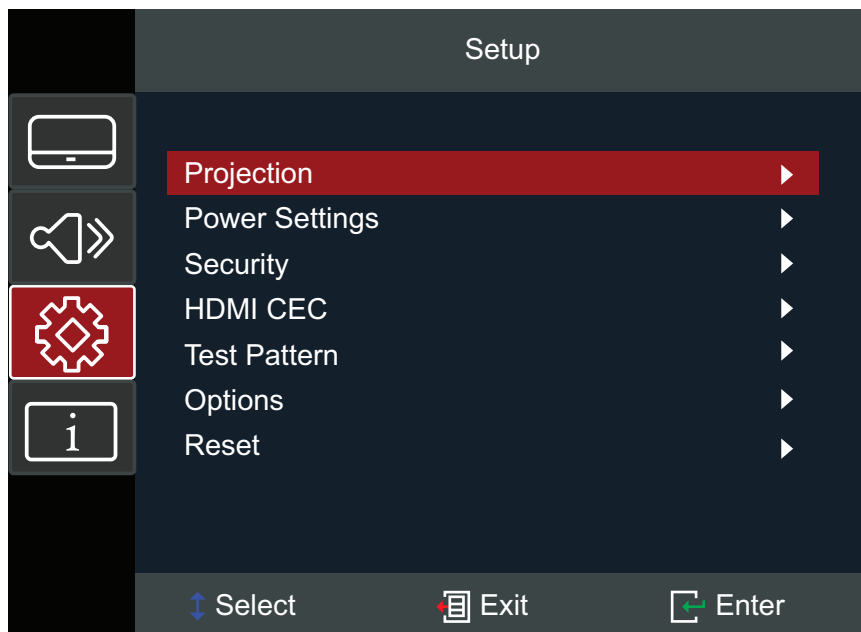 Setup
Projection
Power Settings
Security
HDMI CEC
Test Pattern
Options
Reset
i
Select Exit Enter